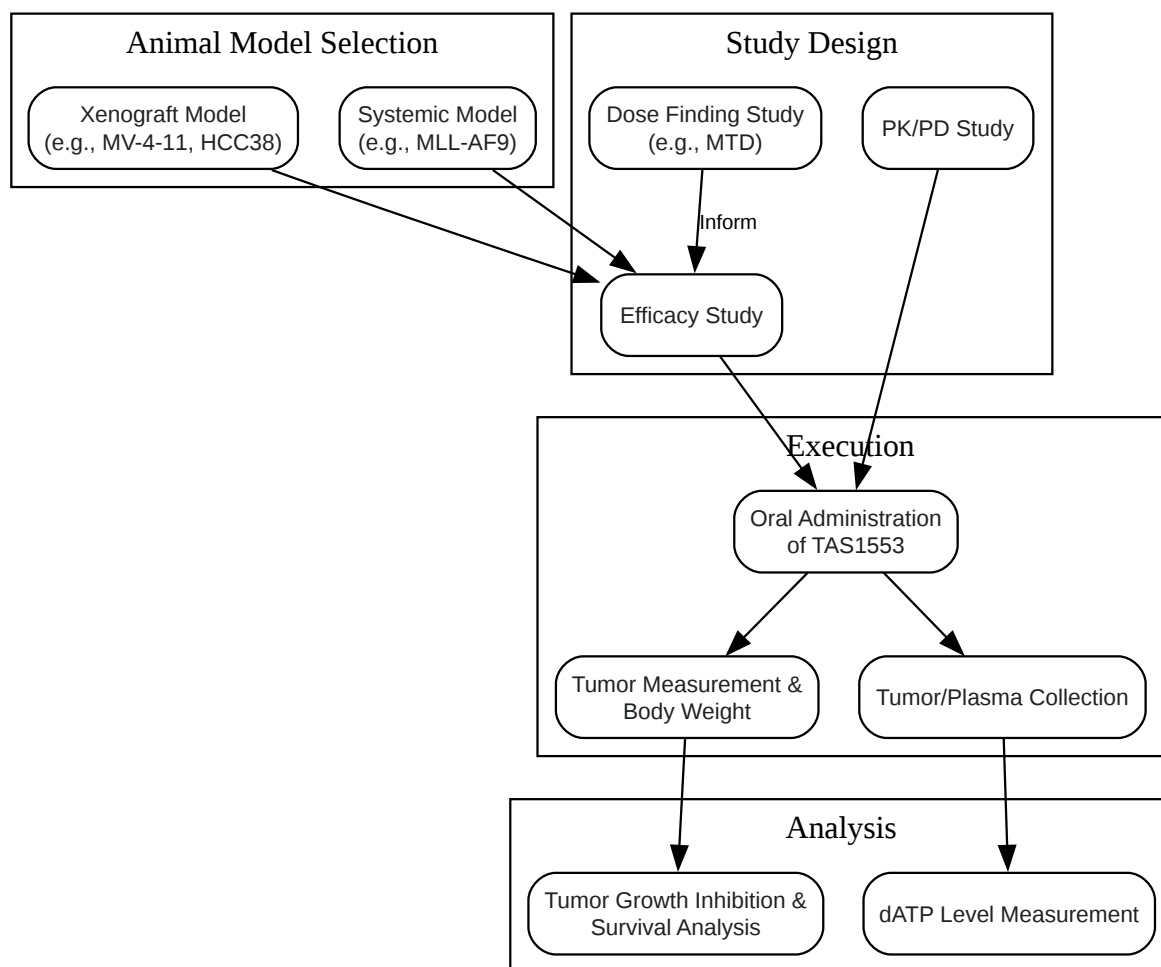 Animal Model Selection
Study Design
Xenograft Model
(e.g., MV-4-11, HCC38)
Systemic Model
(e.g., MLL-AF9)
Dose Finding Study
(e.g., MTD)
PK/PD Study
Inform
Efficacy Study
Execution
Oral Administration
of TAS1553
Tumor Measurement &
Body Weight
Tumor/Plasma Collection
Analysis
Tumor Growth Inhibition &
Survival Analysis
dATP Level Measurement